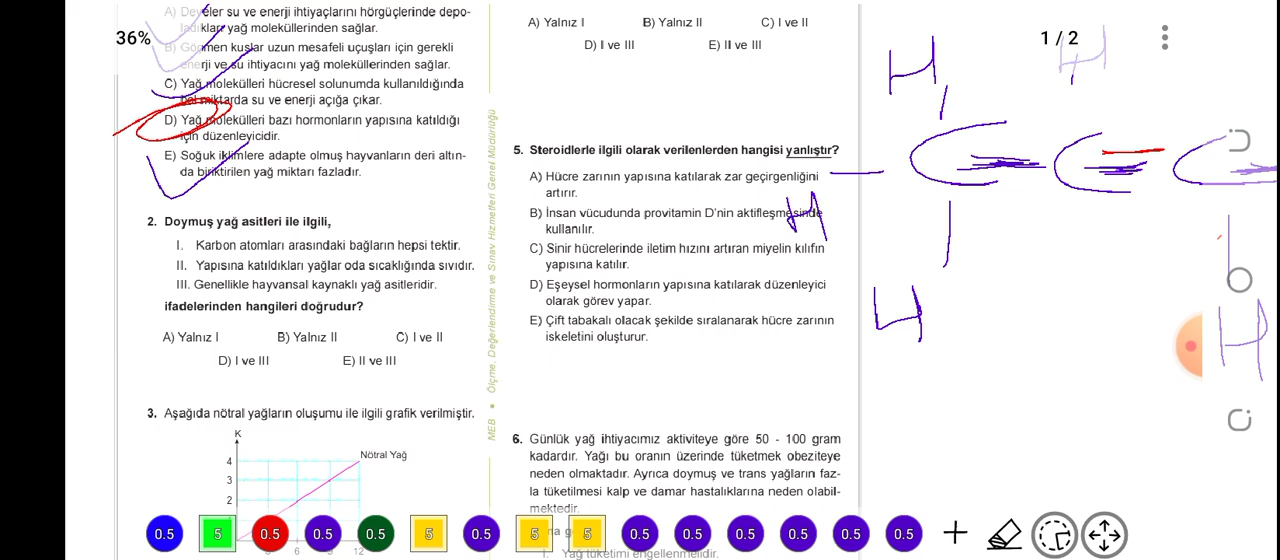 36%
1 / 2
A) Develer su ve enerji ihtiyaçlarını hörgüçlerinde depo-
ladıkları yağ moleküllerinden sağlar.
B) Göçmen kuşlar uzun mesafeli uçuşları için gerekli
enerji ve su ihtiyacını yağ moleküllerinden sağlar.
C) Yağ molekülleri hücresel solunumda kullanıldığında
bol miktarda su ve enerji açığa çıkar.
D) Yağ molekülleri bazı hormonların yapısına katıldığı
için düzenleyicidir.
E) Soğuk iklimlere adapte olmuş hayvanların deri altın-
da biriktirilen yağ miktarı fazladır.
2. Doymuş yağ asitleri ile ilgili,
I. Karbon atomları arasındaki bağların hepsi tektir.
II. Yapısına katıldıkları yağlar oda sıcaklığında sıvıdır.
III. Genellikle hayvansal kaynaklı yağ asitleridir.
ifadelerinden hangileri doğrudur?
A) Yalnız I B) Yalnız II C) I ve II
D) I ve III E) II ve III
3. Aşağıda nötral yağların oluşumu ile ilgili grafik verilmiştir.
K
Nötral Yağ
4
3
2
6 9 12
MEB • Ölçme, Değerlendirme ve Sınav Hizmetleri Genel Müdürlüğü
A) Yalnız I B) Yalnız II C) I ve II
D) I ve III E) II ve III
5. Steroidlerle ilgili olarak verilenlerden hangisi yanlıştır?
A) Hücre zarının yapısına katılarak zar geçirgenliğini
artırır.
B) İnsan vücudunda provitamin D'nin aktifleşmesinde
kullanılır.
C) Sinir hücrelerinde iletim hızını artıran miyelin kılıfın
yapısına katılır.
D) Eşeysel hormonların yapısına katılarak düzenleyici
olarak görev yapar.
E) Çift tabakalı olacak şekilde sıralanarak hücre zarının
iskeletini oluşturur.
6. Günlük yağ ihtiyacımız aktiviteye göre 50 - 100 gram
kadardır. Yağı bu oranın üzerinde tüketmek obeziteye
neden olmaktadır. Ayrıca doymuş ve trans yağların faz-
la tüketilmesi kalp ve damar hastalıklarına neden olabil-
mektedir.
I. Yağ tüketimi engellenmelidir.
H H
C C C
H
H H
0.5 5 0.5 0.5 0.5 5 0.5 5 5 0.5 0.5 0.5 0.5 0.5 0.5